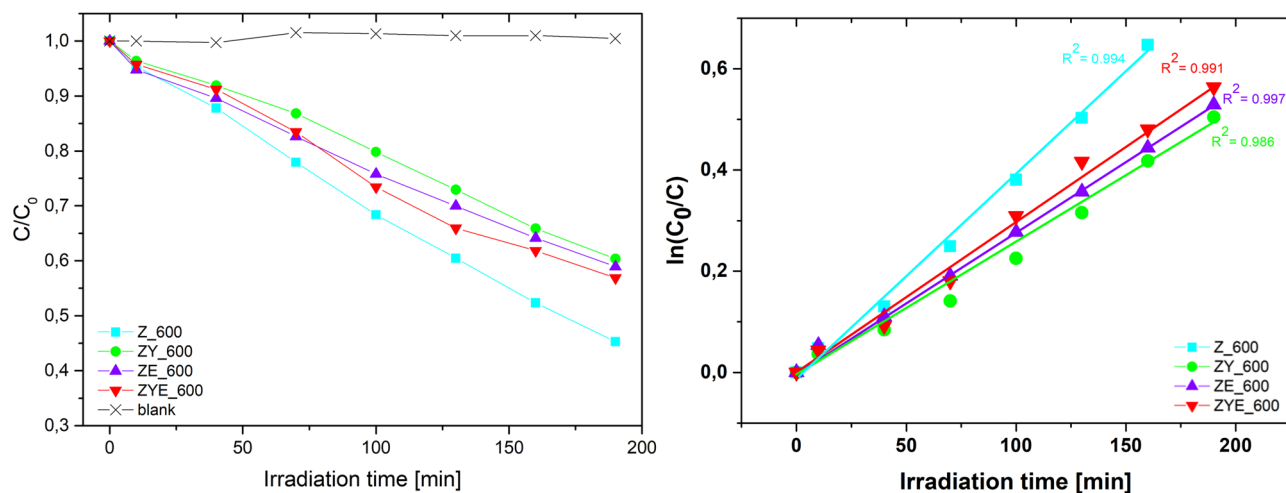 1,0
0,9
0,8
0,7
0,6
0,5
0,4
0,3
C/C0
0
50
100
150
200
Irradiation time [min]
Z_600
ZY_600
ZE_600
ZYE_600
blank
0,6
0,4
0,2
0,0
ln(C0/C)
0
50
100
150
200
Irradiation time [min]
R2 = 0.994
R2 = 0.991
R2 = 0.997
R2 = 0.986
Z_600
ZY_600
ZE_600
ZYE_600